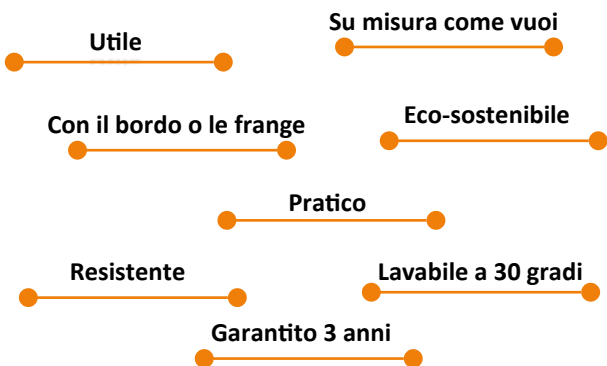 Utile
Su misura come vuoi
Con il bordo o le frange
Eco-sostenibile
Pratico
Resistente
Lavabile a 30 gradi
Garantito 3 anni